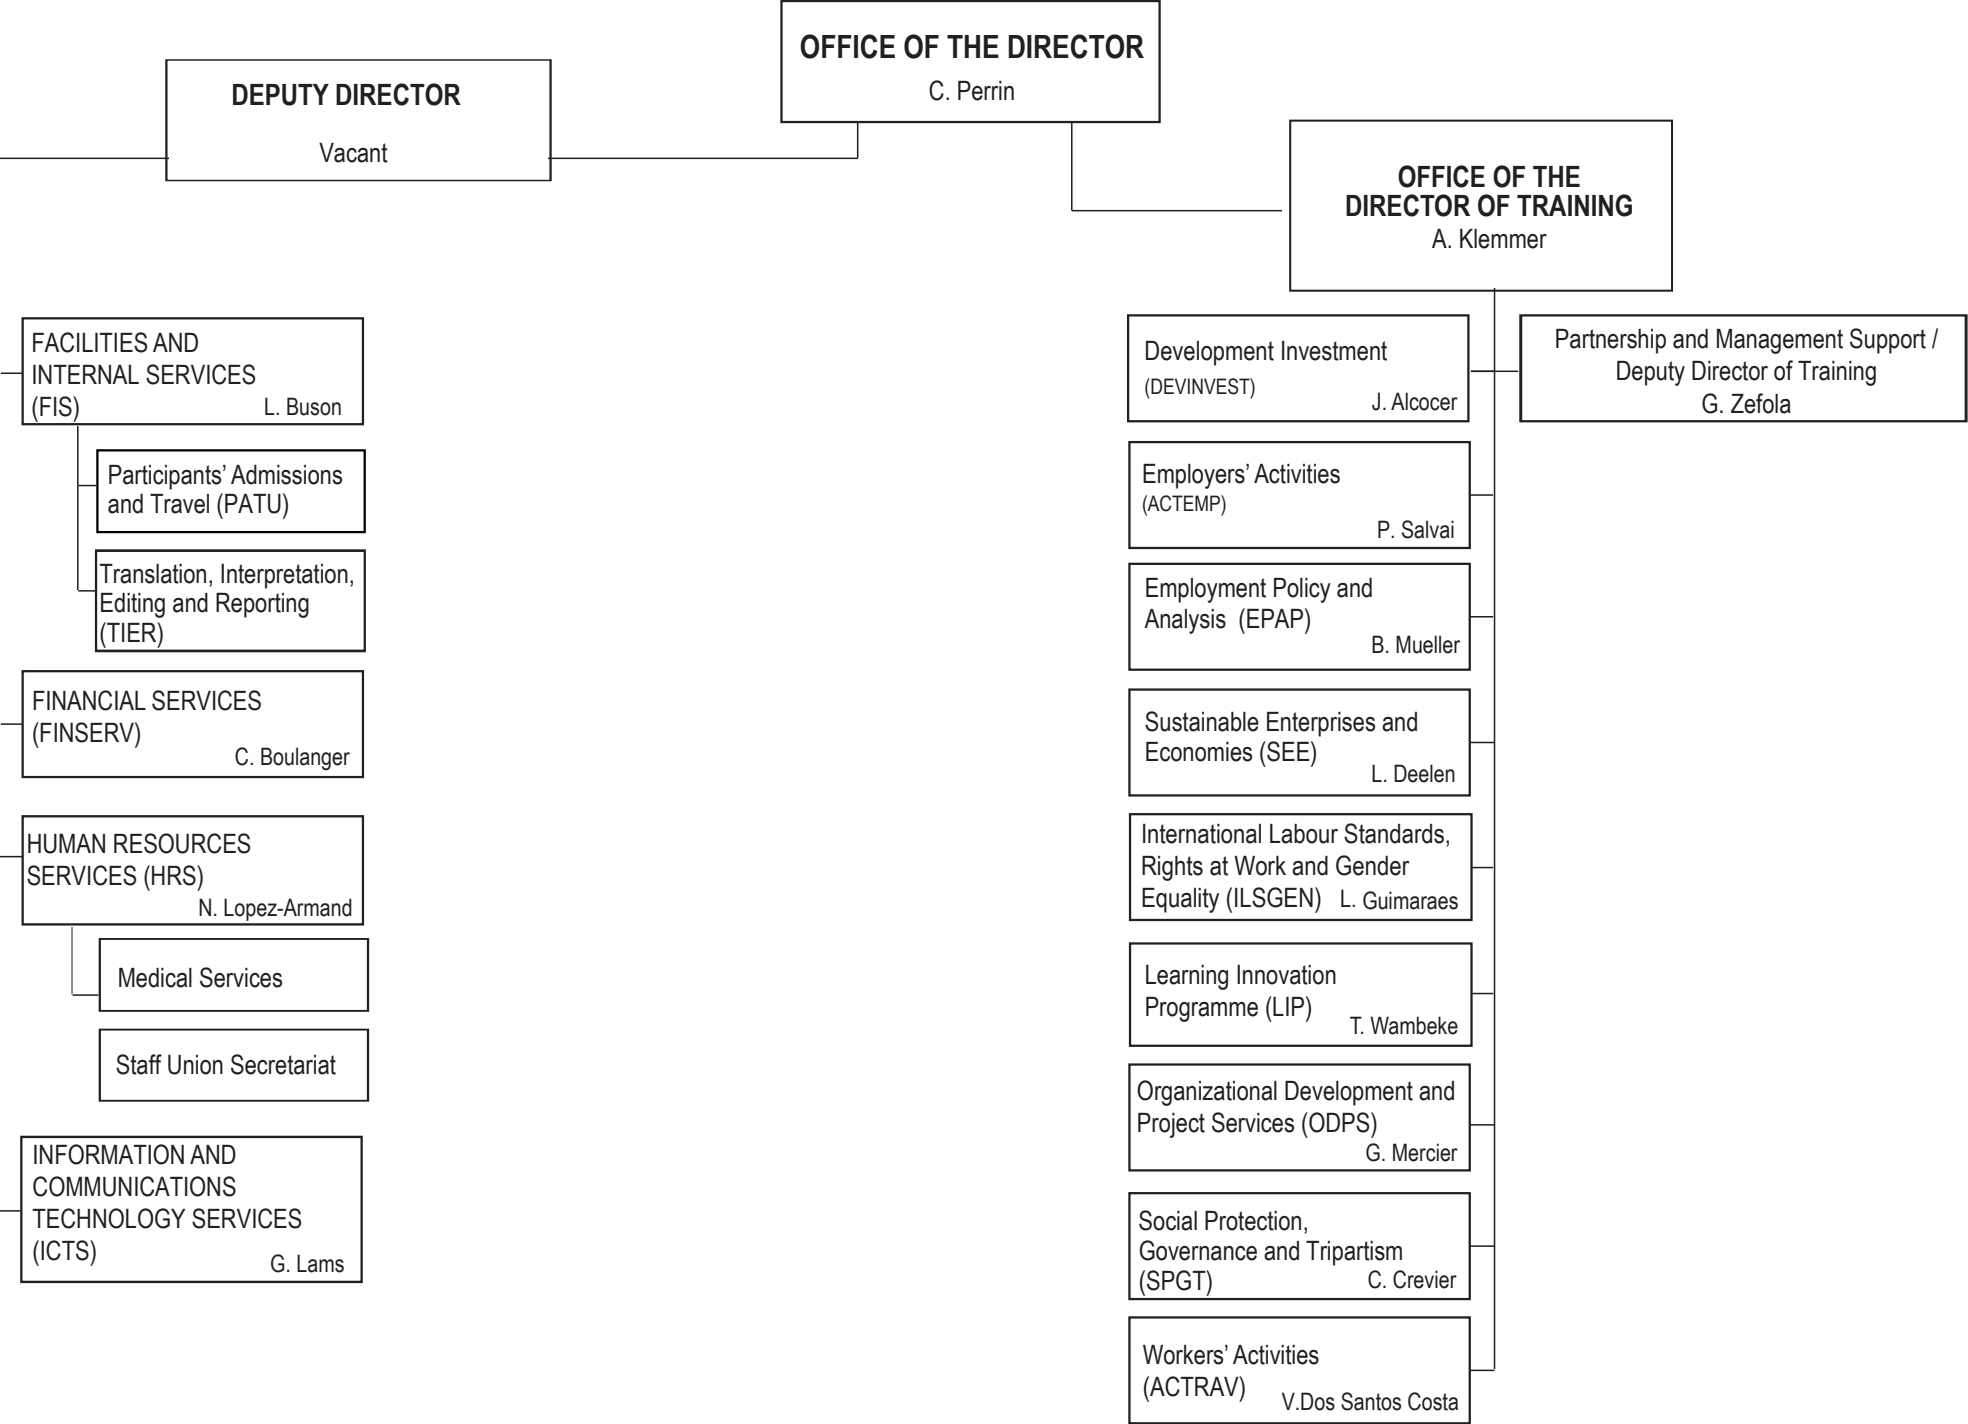 OFFICE OF THE DIRECTOR
C. Perrin
DEPUTY DIRECTOR
Vacant
OFFICE OF THE
DIRECTOR OF TRAINING
A. Klemmer
FACILITIES AND
INTERNAL SERVICES
(FIS) L. Buson
Participants’ Admissions
and Travel (PATU)
Translation, Interpretation,
Editing and Reporting
(TIER)
FINANCIAL SERVICES
(FINSERV)
C. Boulanger
HUMAN RESOURCES
SERVICES (HRS)
N. Lopez-Armand
Medical Services
Staff Union Secretariat
INFORMATION AND
COMMUNICATIONS
TECHNOLOGY SERVICES
(ICTS)
G. Lams
Development Investment
(DEVINVEST)
J. Alcocer
Partnership and Management Support /
Deputy Director of Training
G. Zefola
Employers’ Activities
(ACTEMP)
P. Salvai
Employment Policy and
Analysis (EPAP)
B. Mueller
Sustainable Enterprises and
Economies (SEE)
L. Deelen
International Labour Standards,
Rights at Work and Gender
Equality (ILSGEN) L. Guimaraes
Learning Innovation
Programme (LIP)
T. Wambeke
Organizational Development and
Project Services (ODPS)
G. Mercier
Social Protection,
Governance and Tripartism
(SPGT) C. Crevier
Workers’ Activities
(ACTRAV)
V.Dos Santos Costa